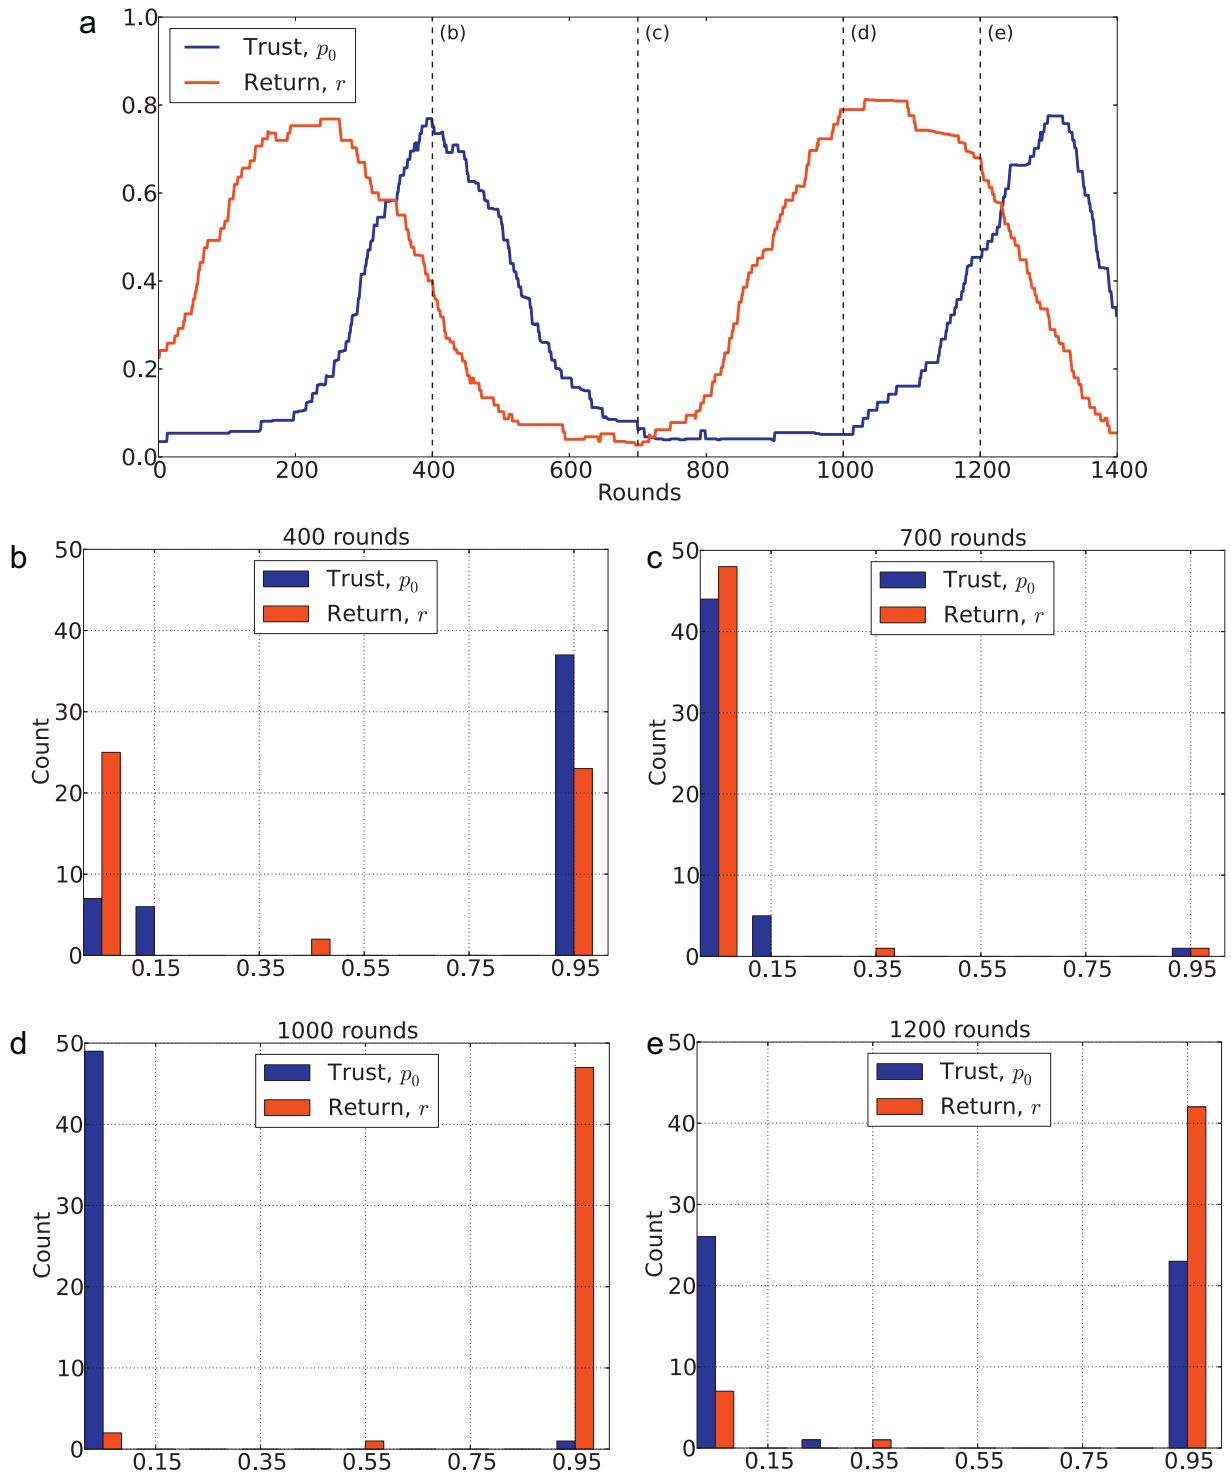 a
1.0
0.8
0.6
0.4
0.2
0.0
Trust, p0
Return, r
(b)
(c)
(d)
(e)
0 200 400 600 800 1000 1200 1400
Rounds
b
400 rounds
50
40
30
20
10
0
Count
Trust, p0
Return, r
0.15 0.35 0.55 0.75 0.95
c
700 rounds
50
40
30
20
10
0
Count
Trust, p0
Return, r
0.15 0.35 0.55 0.75 0.95
d
1000 rounds
50
40
30
20
10
0
Count
Trust, p0
Return, r
0.15 0.35 0.55 0.75 0.95
e
1200 rounds
50
40
30
20
10
0
Count
Trust, p0
Return, r
0.15 0.35 0.55 0.75 0.95